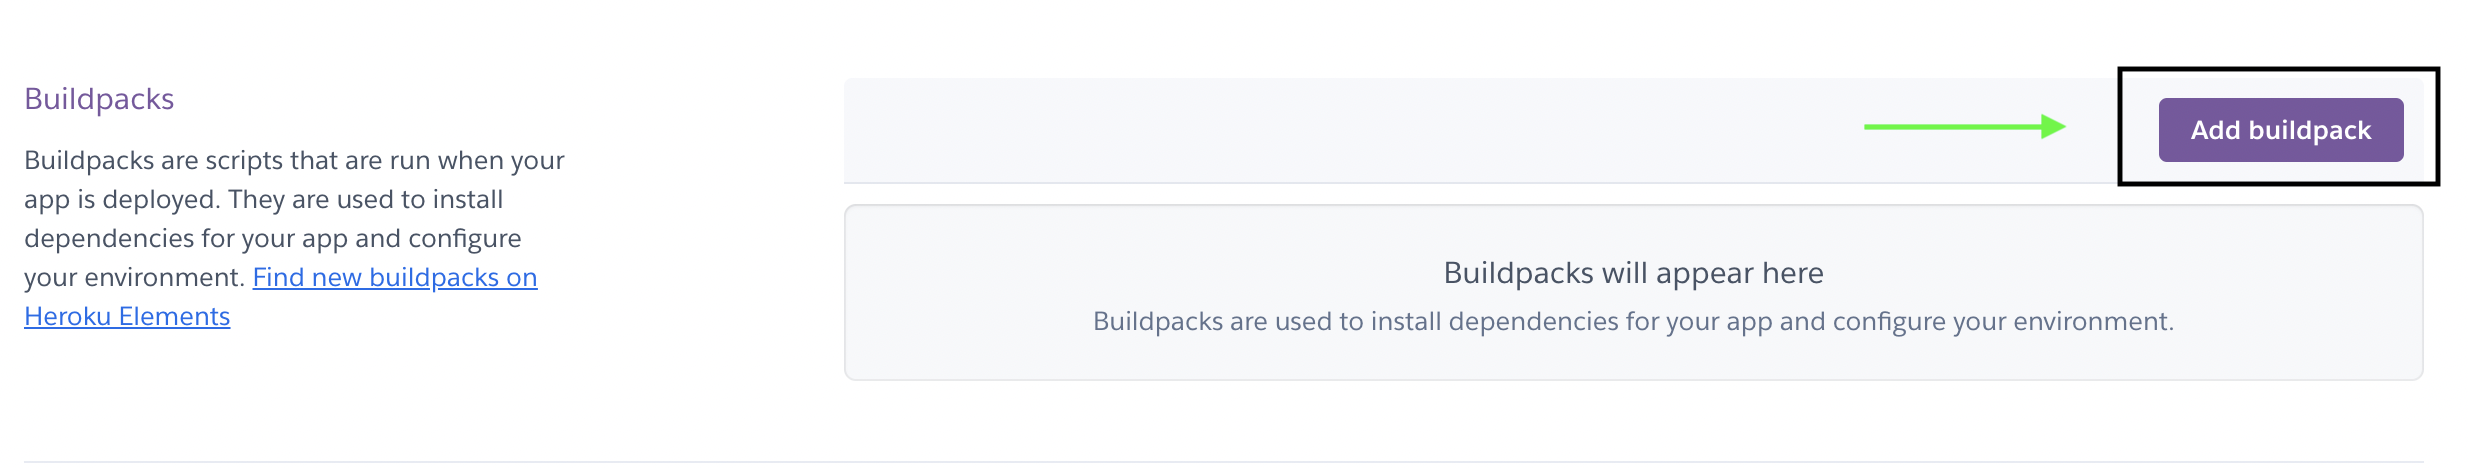 Buildpacks
Buildpacks are scripts that are run when your
app is deployed. They are used to install
dependencies for your app and configure
your environment. Find new buildpacks on
Heroku Elements
Add buildpack
Buildpacks will appear here
Buildpacks are used to install dependencies for your app and configure your environment.